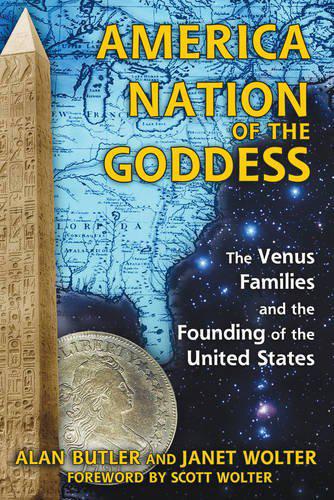 AMERICA
NATION
OF THE
GODDESS
The Venus
Families
and the
Founding of the
United States
ALAN BUTLER AND JANET WOLTER
FOREWORD BY SCOTT WOLTER